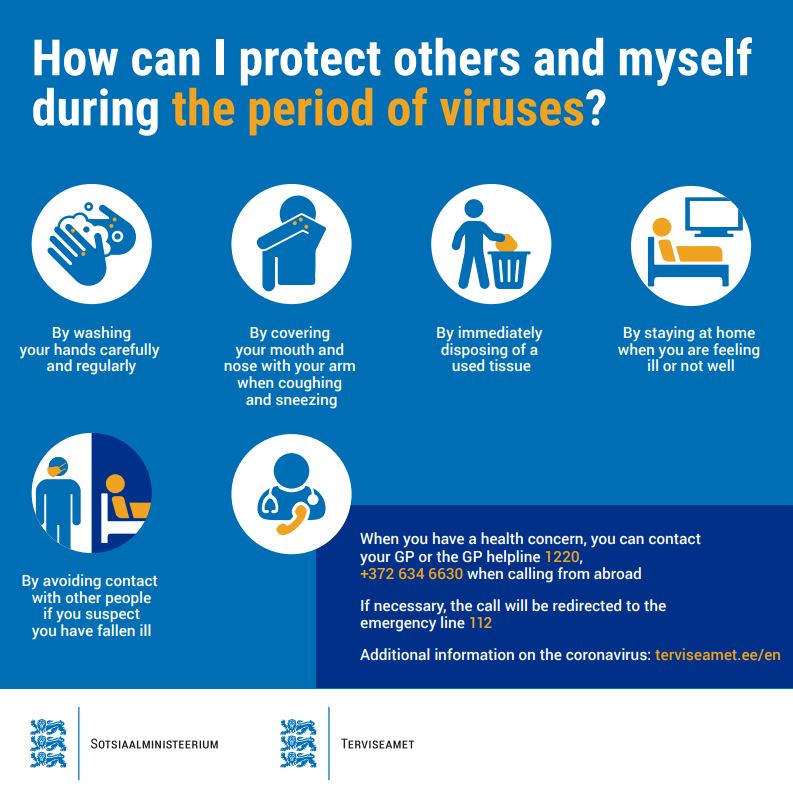 How can I protect others and myself
during the period of viruses?
By washing
your hands carefully
and regularly
By covering
your mouth and
nose with your arm
when coughing
and sneezing
By immediately
disposing of a
used tissue
By staying at home
when you are feeling
ill or not well
By avoiding contact
with other people
if you suspect
you have fallen ill
When you have a health concern, you can contact
your GP or the GP helpline 1220,
+372 634 6630 when calling from abroad
If necessary, the call will be redirected to the
emergency line 112
Additional information on the coronavirus: terviseamet.ee/en
SOTSIAALMINISTEERIUM
TERVISEAMET